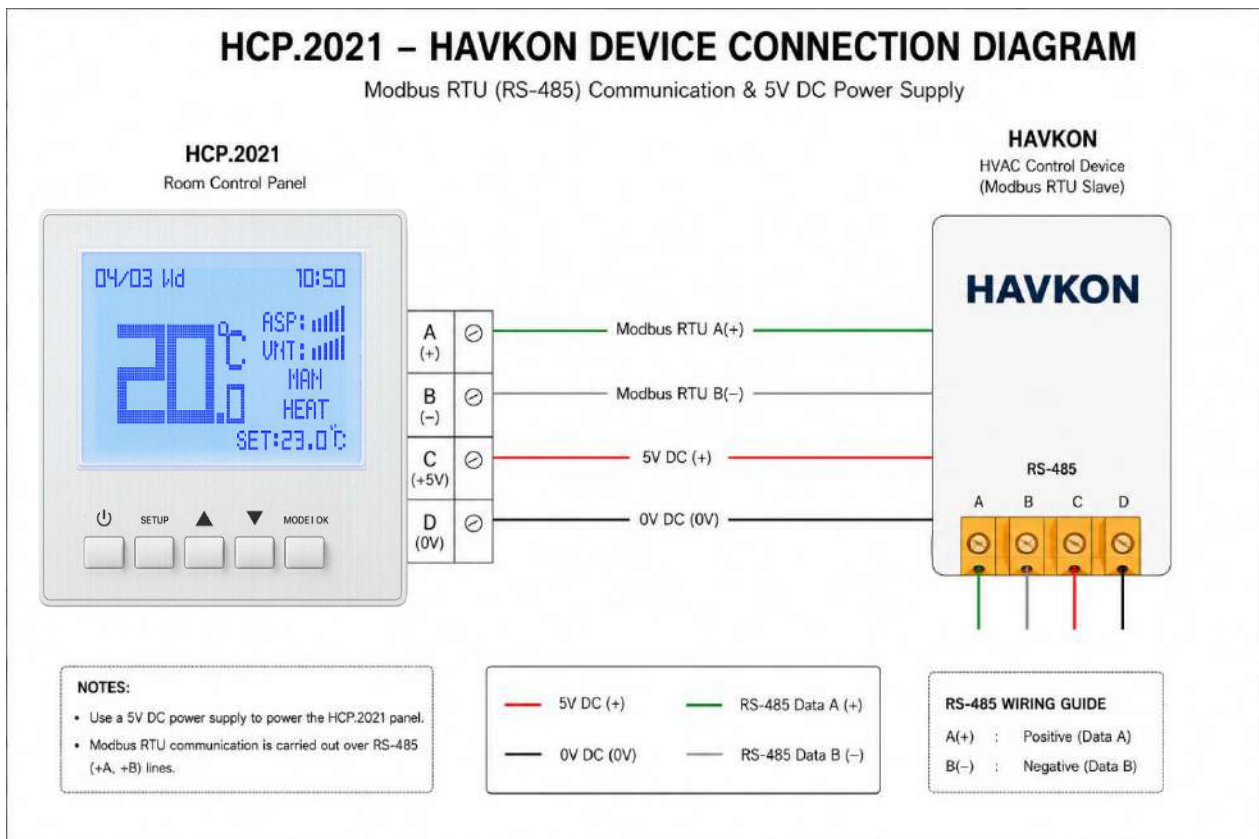 HCP.2021 – HAVKON DEVICE CONNECTION DIAGRAM
Modbus RTU (RS-485) Communication & 5V DC Power Supply
HCP.2021
Room Control Panel
04/03 Wd 10:50
20.0°C
ASP:
VNT:
MAN
HEAT
SET:23.0°C
SETUP
MODE I OK
A
(+)
B
(−)
C
(+5V)
D
(0V)
Modbus RTU A(+)
Modbus RTU B(−)
5V DC (+)
0V DC (0V)
HAVKON
HVAC Control Device
(Modbus RTU Slave)
HAVKON
RS-485
A B C D
NOTES:
• Use a 5V DC power supply to power the HCP.2021 panel.
• Modbus RTU communication is carried out over RS-485
(+A, +B) lines.
5V DC (+)
RS-485 Data A (+)
0V DC (0V)
RS-485 Data B (−)
RS-485 WIRING GUIDE
A(+) : Positive (Data A)
B(−) : Negative (Data B)